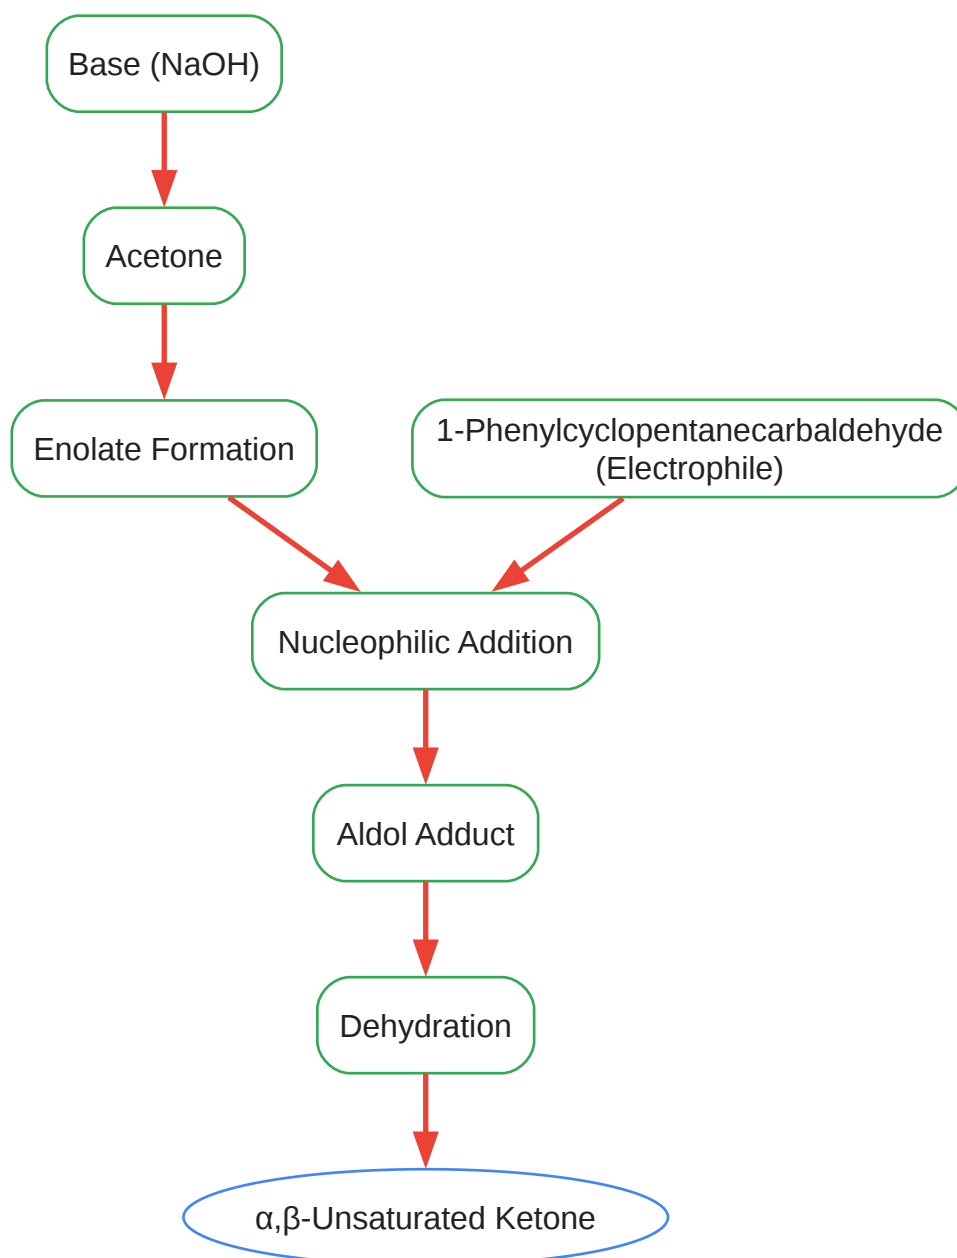 Base (NaOH)
Acetone
Enolate Formation
1-Phenylcyclopentanecarbaldehyde
(Electrophile)
Nucleophilic Addition
Aldol Adduct
Dehydration
α,β-Unsaturated Ketone